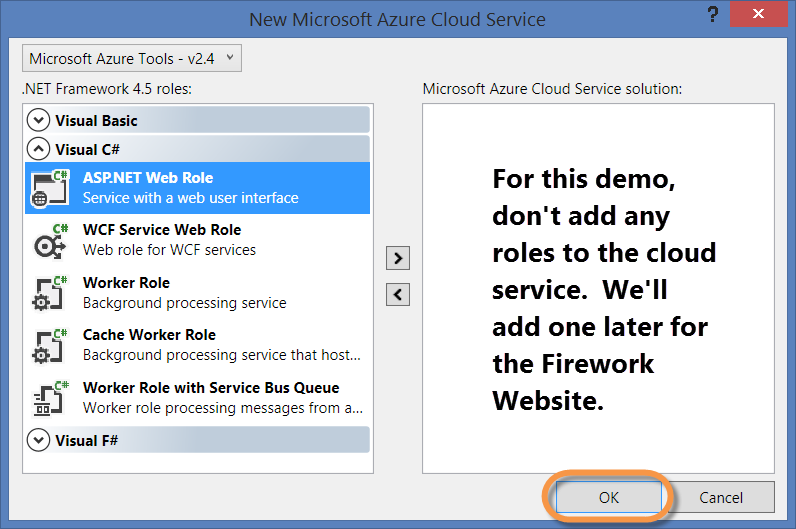 New Microsoft Azure Cloud Service
?
Microsoft Azure Tools - v2.4
.NET Framework 4.5 roles:
Visual Basic
Visual C#
C#
ASP.NET Web Role
Service with a web user interface
C#
WCF Service Web Role
Web role for WCF services
C#
Worker Role
Background processing service
C#
Cache Worker Role
Background processing service that host...
C#
Worker Role with Service Bus Queue
Worker role processing messages from a...
Visual F#
Microsoft Azure Cloud Service solution:
For this demo,
don't add any
roles to the cloud
service.  We'll
add one later for
the Firework
Website.
OK
Cancel